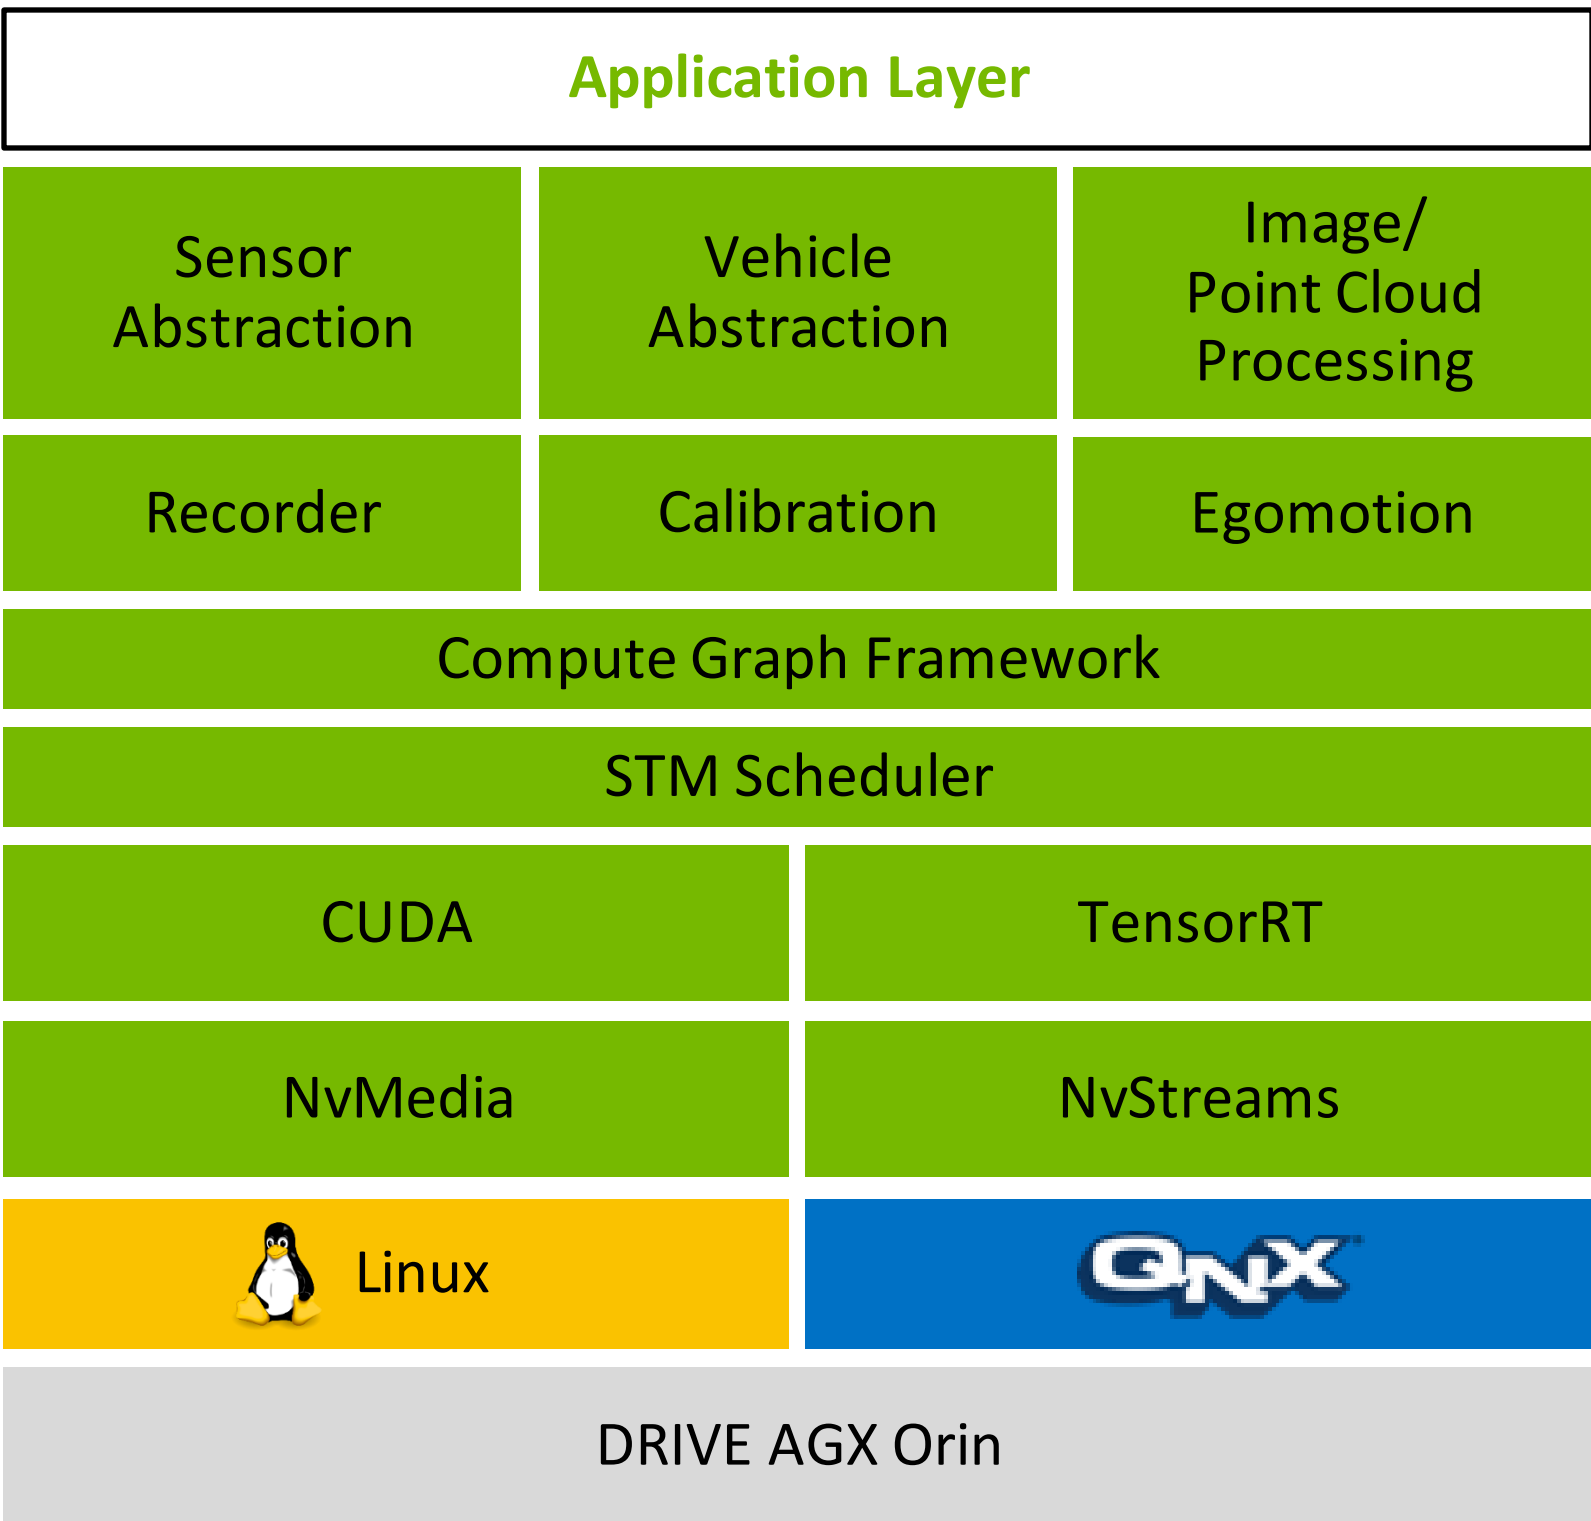 Application Layer
Sensor
Abstraction
Vehicle
Abstraction
Image/
Point Cloud
Processing
Recorder
Calibration
Egomotion
Compute Graph Framework
STM Scheduler
CUDA
TensorRT
NvMedia
NvStreams
Linux
QNX
DRIVE AGX Orin